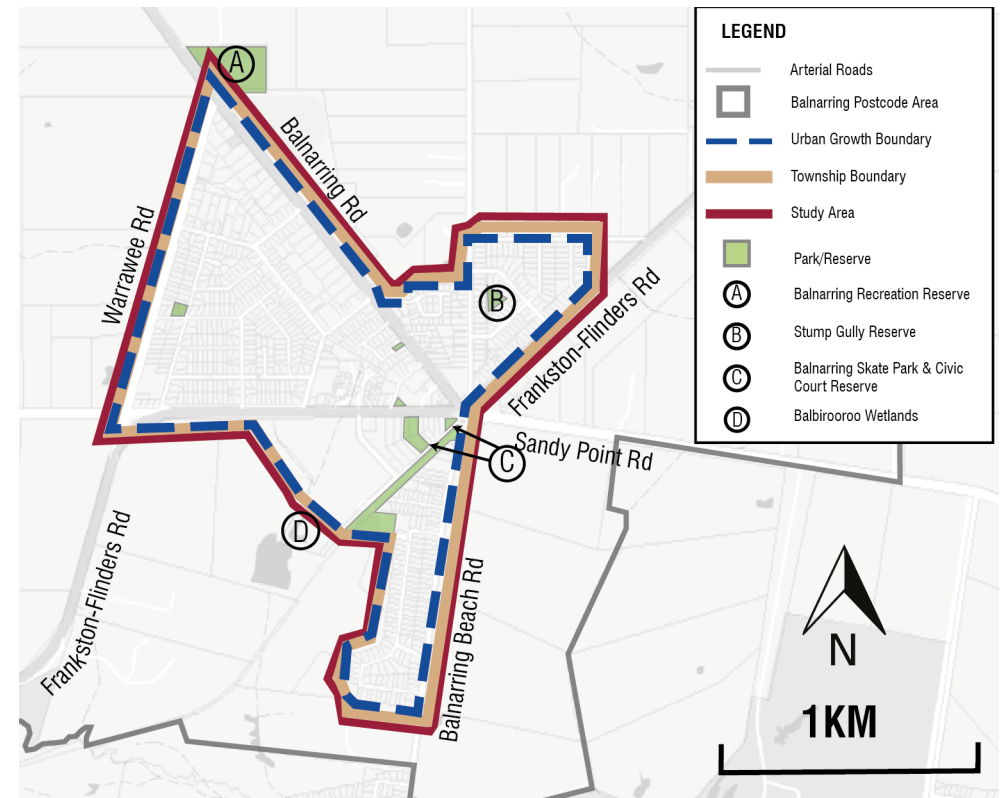 LEGEND
Arterial Roads
Balnarring Postcode Area
Urban Growth Boundary
Township Boundary
Study Area
Park/Reserve
A
Balnarring Recreation Reserve
B
Stump Gully Reserve
C
Balnarring Skate Park & Civic
Court Reserve
D
Balbirooroo Wetlands
A
Balnarring Rd
Warrawee Rd
B
Frankston-Flinders Rd
Sandy Point Rd
C
D
Frankston-Flinders Rd
Balnarring Beach Rd
N
1KM